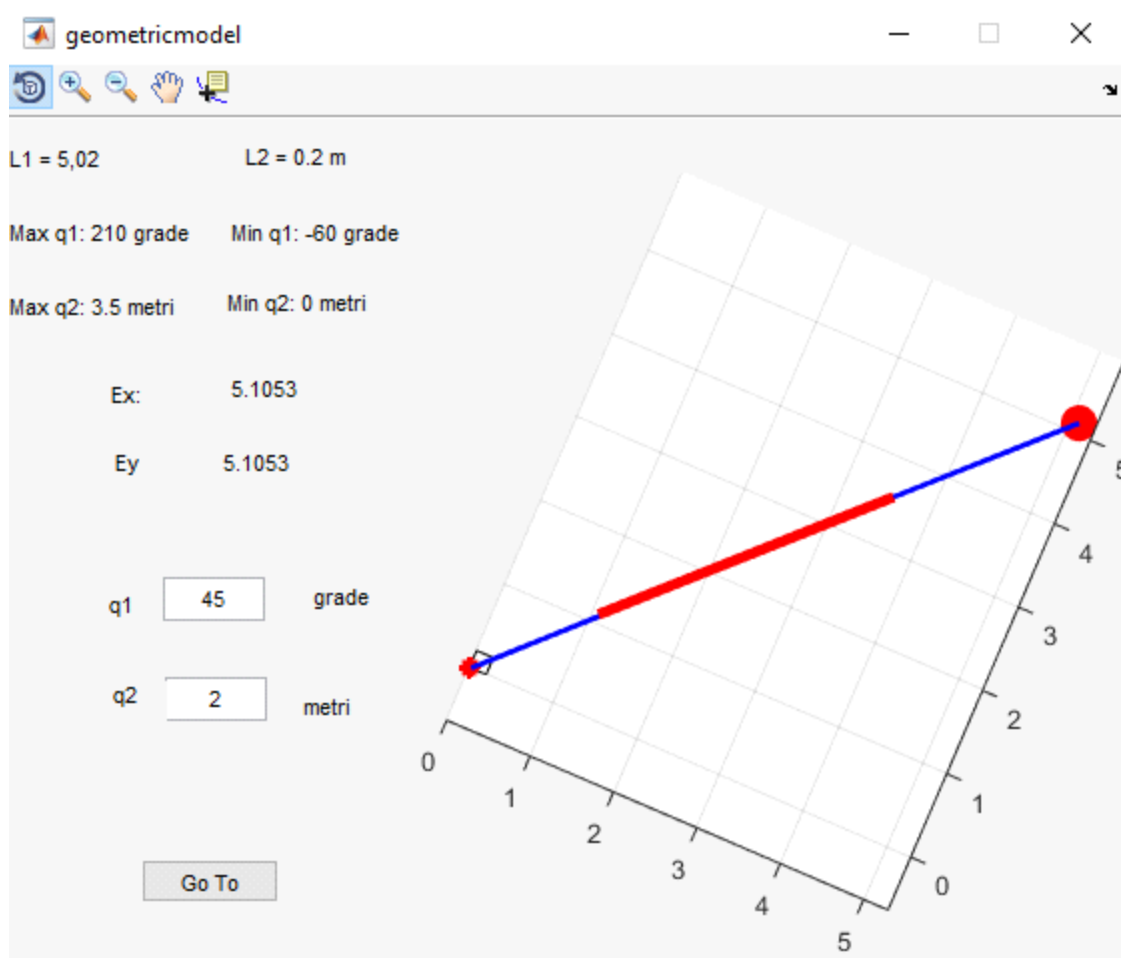 geometricmodel
L1 = 5,02 L2 = 0.2 m
Max q1: 210 grade Min q1: -60 grade
Max q2: 3.5 metri Min q2: 0 metri
Ex: 5.1053
Ey 5.1053
q1 45 grade
q2 2 metri
Go To
0
1
2
3
4
5
0
1
2
3
4
5